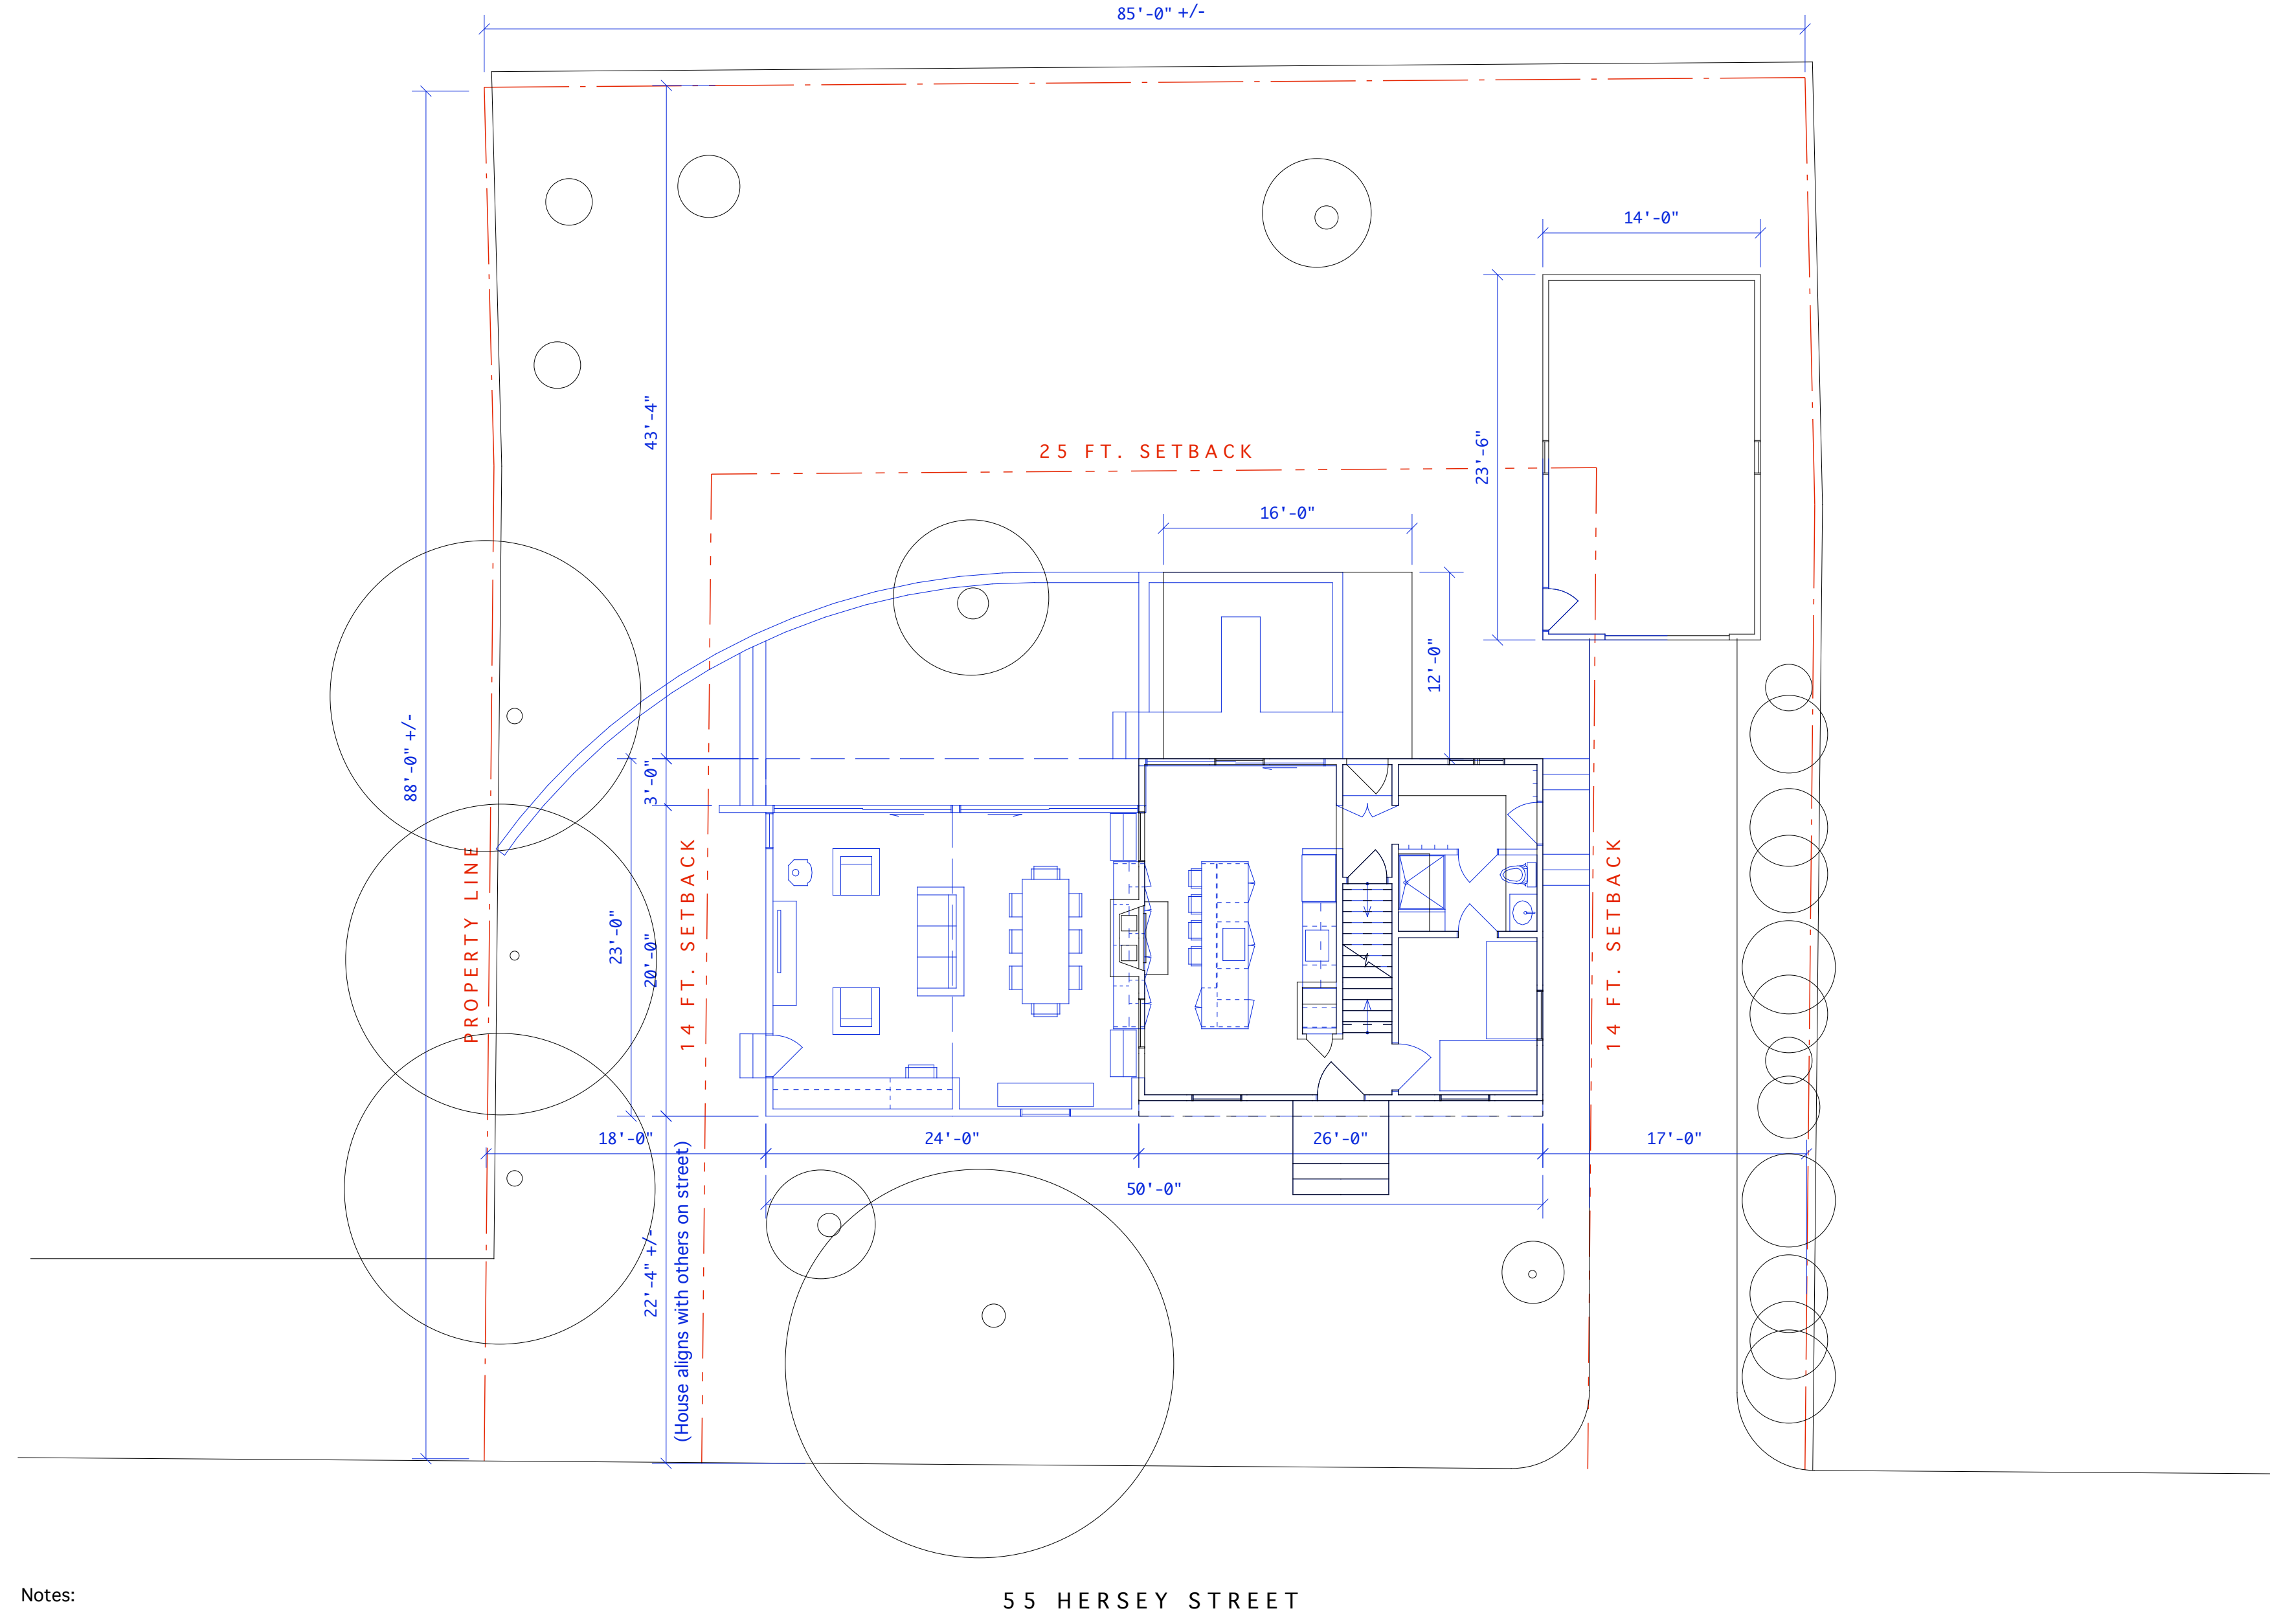 85'-0" +/-
14'-0"
43'-4"
25 FT. SETBACK
23'-6"
16'-0"
12'-0"
88'-0" +/-
3'-0"
PROPERTY LINE
14 FT. SETBACK
14 FT. SETBACK
23'-0"
20'-0"
18'-0"
24'-0"
26'-0"
17'-0"
50'-0"
22'-4" +/-
(House aligns with others on street)
Notes:
55 HERSEY STREET